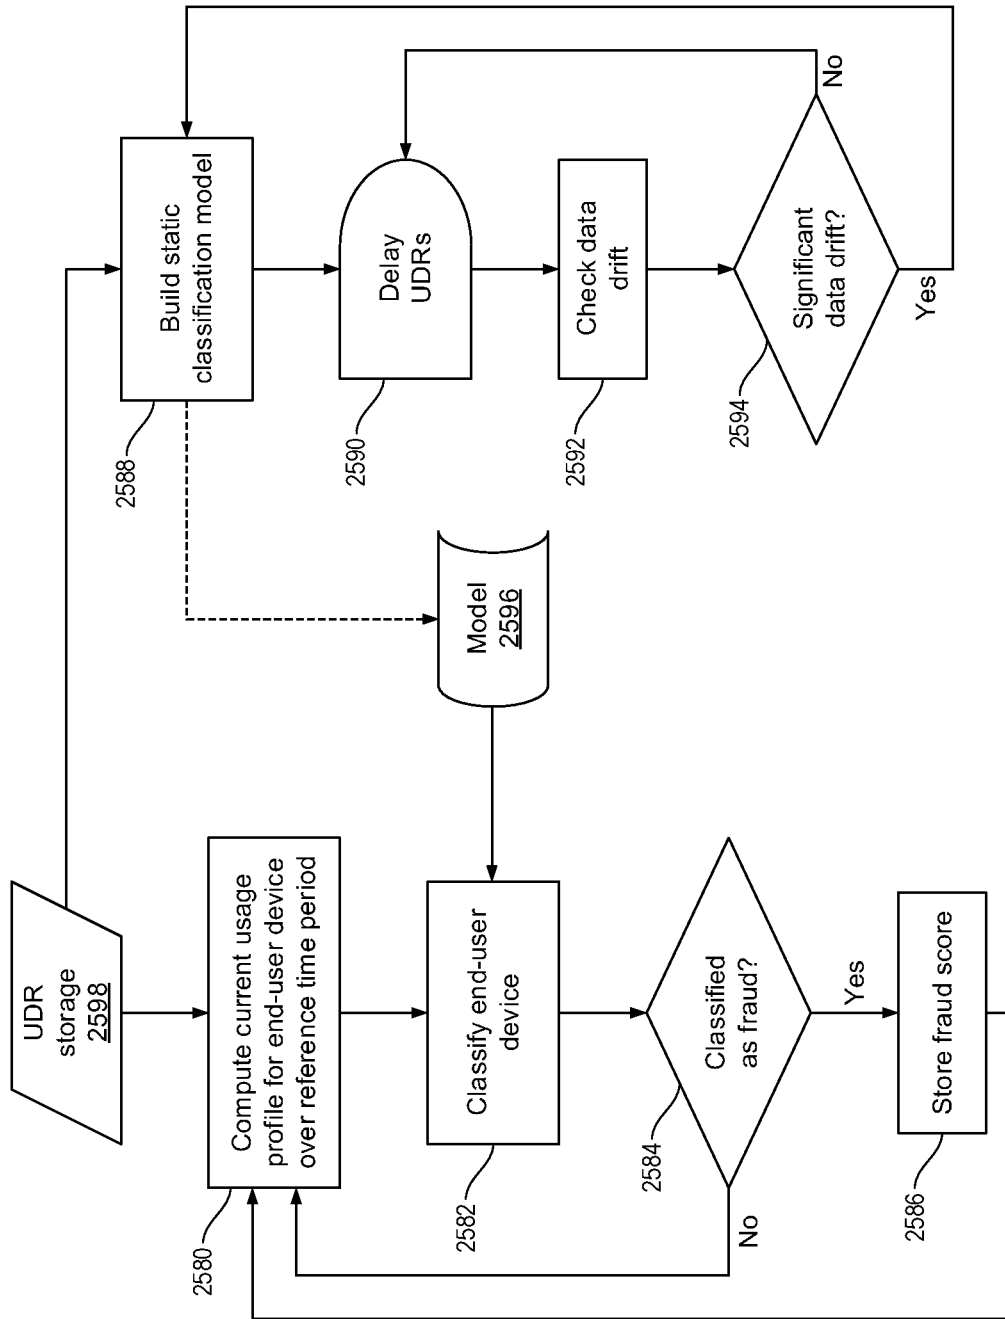 UDR
storage
2598
Compute current usage
profile for end-user device
over reference time period
2580
Classify end-user
device
2582
Classified
as fraud?
2584
No
Yes
Store fraud score
2586
Model
2596
Build static
classification model
2588
Delay
UDRs
2590
Check data
drift
2592
Significant
data drift?
2594
No
Yes